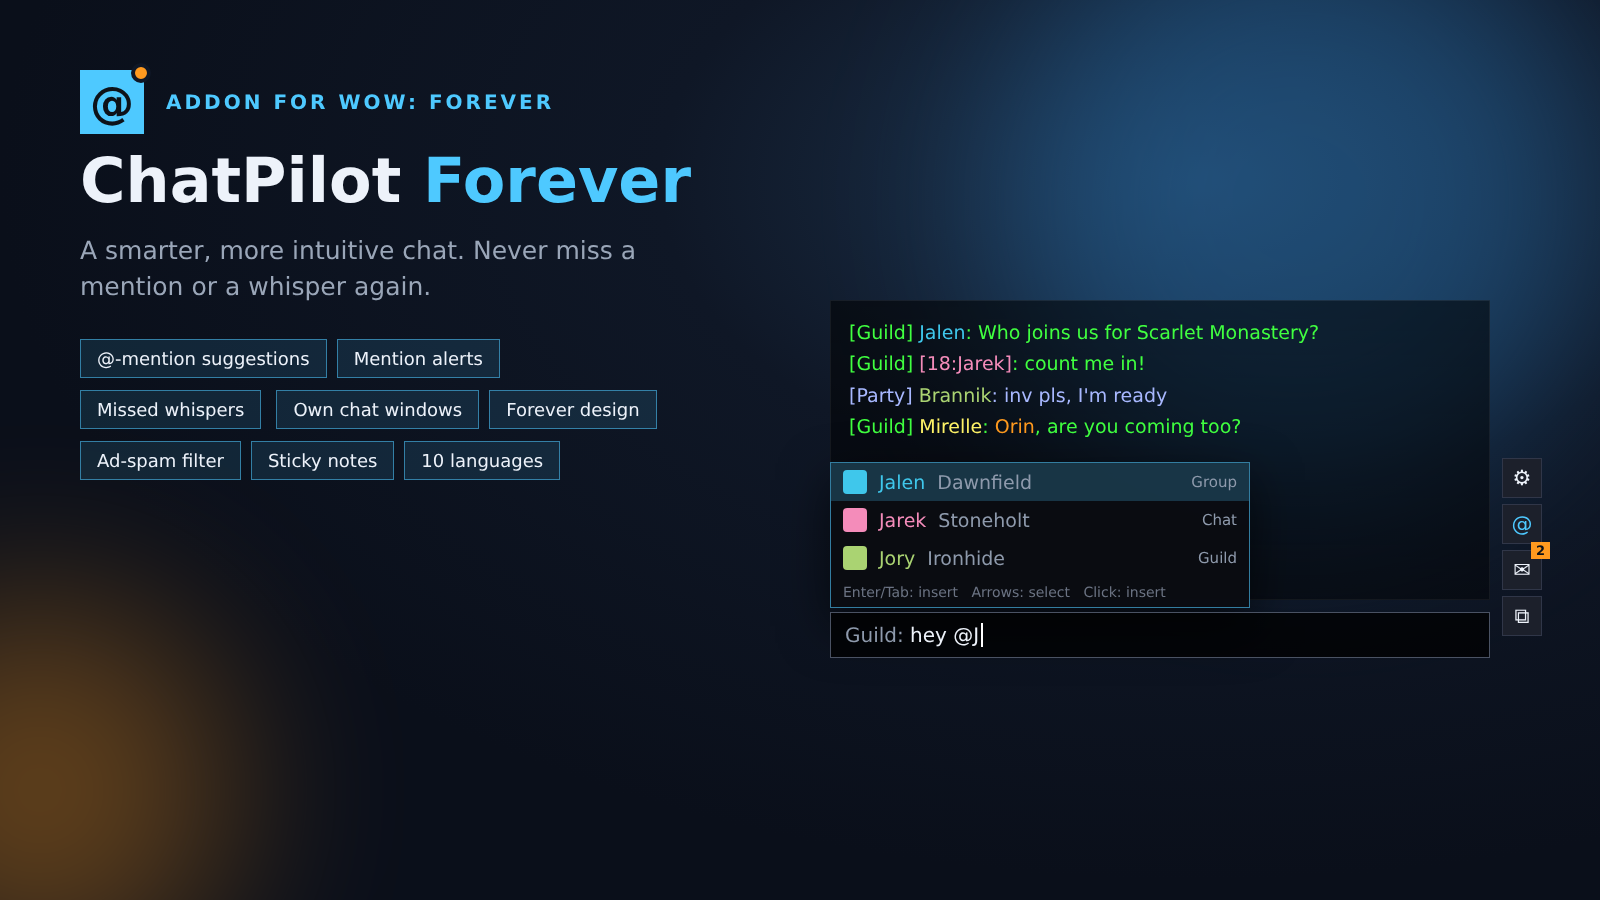 @
ADDON FOR WOW: FOREVER
ChatPilot Forever
A smarter, more intuitive chat. Never miss a
mention or a whisper again.
@-mention suggestions Mention alerts
Missed whispers Own chat windows Forever design
Ad-spam filter Sticky notes 10 languages
[Guild] Jalen: Who joins us for Scarlet Monastery?
[Guild] [18:Jarek]: count me in!
[Party] Brannik: inv pls, I'm ready
[Guild] Mirelle: Orin, are you coming too?
Jalen Dawnfield Group
Jarek Stoneholt Chat
Jory Ironhide Guild
Enter/Tab: insert Arrows: select Click: insert
Guild: hey @J
@
2